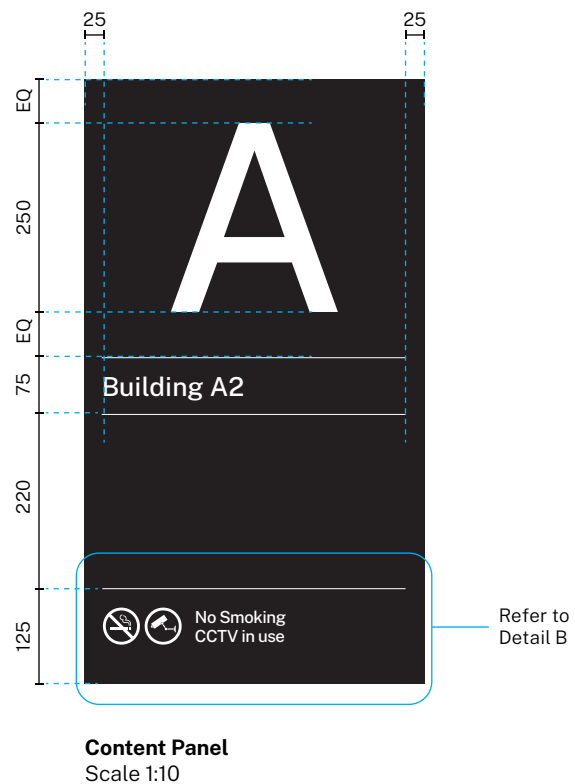 25
25
EQ
250
A
EQ
75
Building A2
220
125
No Smoking
CCTV in use
Refer to
Detail B
Content Panel
Scale 1:10